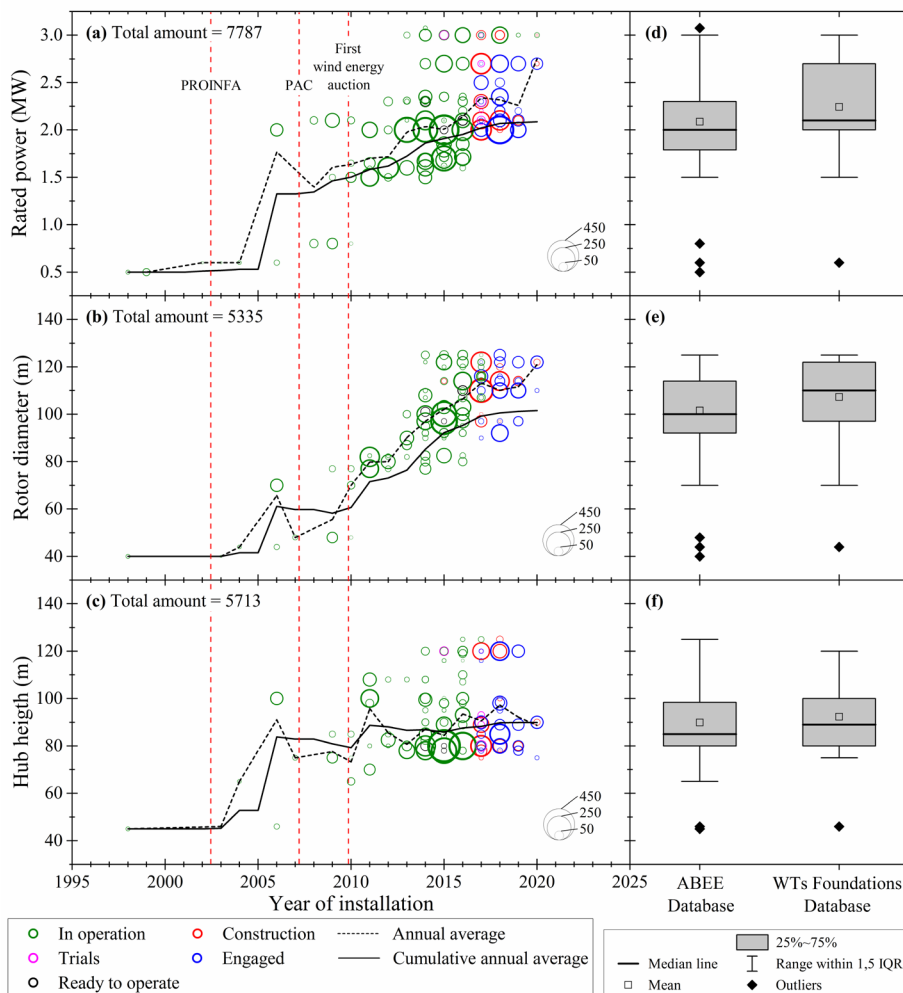 (a) Total amount = 7787
First
wind energy
auction
PROINFA
PAC
(d)
3.0
2.5
2.0
1.5
1.0
0.5
Rated power (MW)
450
250
50
(b) Total amount = 5335
(e)
140
120
100
80
60
40
Rotor diameter (m)
450
250
50
(c) Total amount = 5713
(f)
140
120
100
80
60
40
Hub heigth (m)
450
250
50
1995 2000 2005 2010 2015 2020 2025
Year of installation
ABEE
Database
WTs Foundations
Database
In operation
Construction
Annual average
Trials
Engaged
Cumulative annual average
Ready to operate
25%~75%
Median line
Range within 1,5 IQR
Mean
Outliers